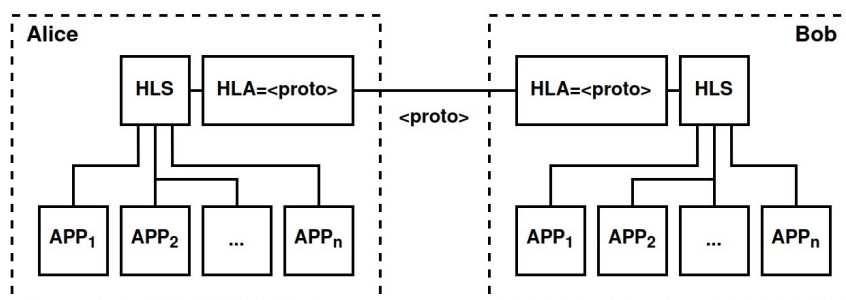 Alice
Bob
HLS
HLA=<proto>
<proto>
HLA=<proto>
HLS
APP₁
APP₂
...
APPₙ
APP₁
APP₂
...
APPₙ